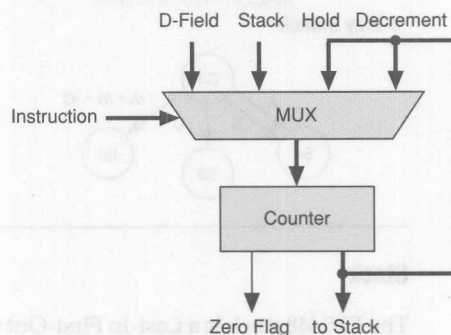 D-Field Stack Hold Decrement
Instruction
MUX
Counter
Zero Flag to Stack